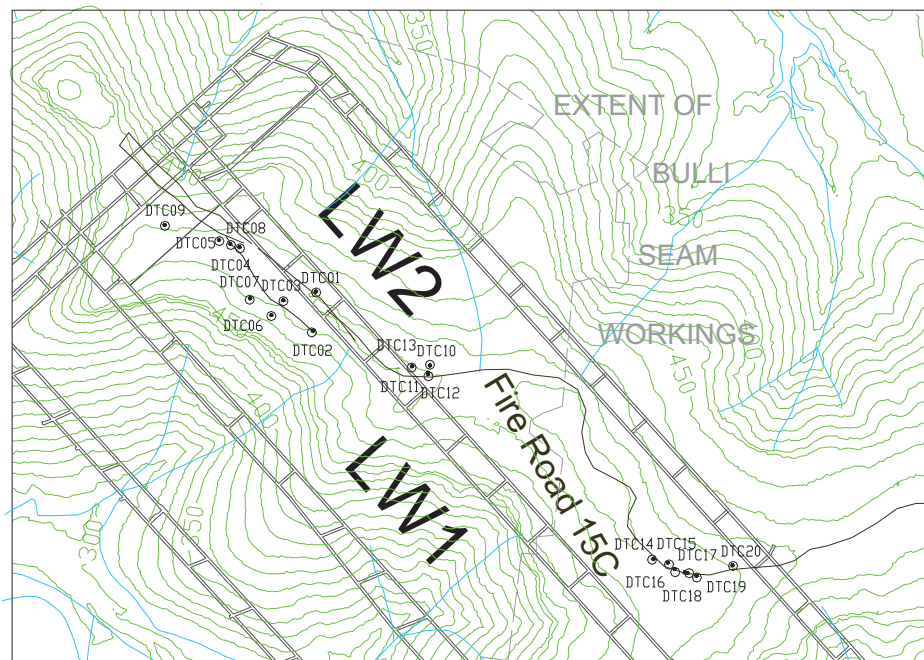 350
EXTENT OF
BULLI
350
SEAM
WORKINGS
400
450
450
LW2
DTC09
DTC08
DTC05
DTC04
DTC07
DTC03
DTC01
DTC06
DTC02
DTC13
DTC10
DTC11
DTC12
Fire Road 15C
LW1
400
350
300
DTC14
DTC15
DTC17
DTC20
DTC16
DTC18
DTC19